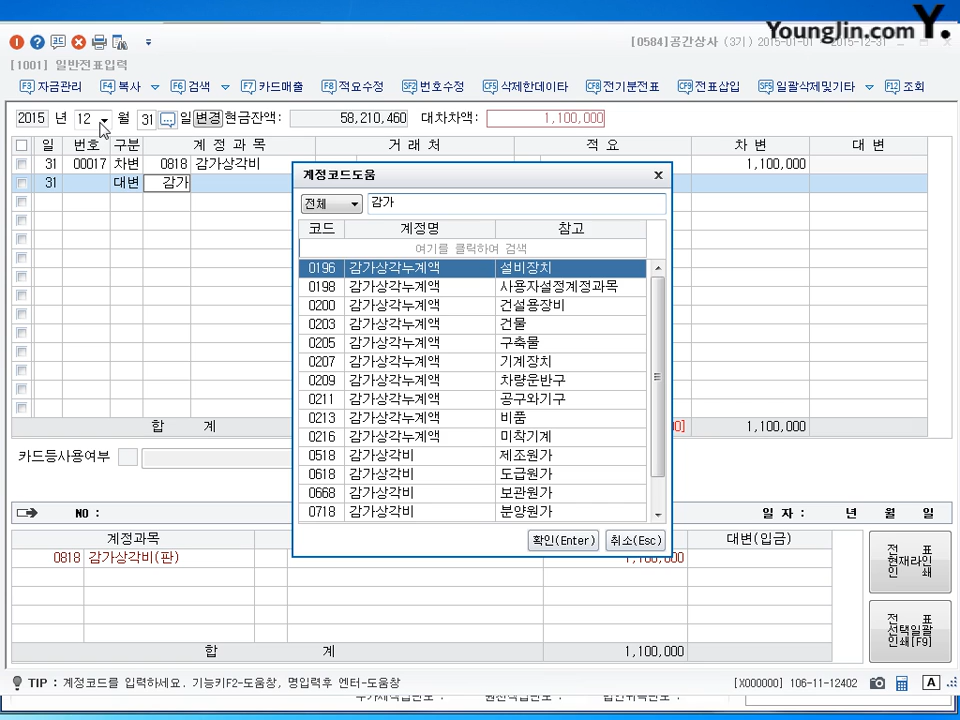 YoungJin.com Y.
[0584]공간상사 (3기) 2015-01-01 ~ 2015-12-31
[1001] 일반전표입력
F3 자금관리 F4 복사 F6 검색 F7 카드매출 F8 적요수정 SF2 번호수정 CF5 삭제한데이타 CF8 전기분전표 CF9 전표삽입 SF5 일괄삭제및기타 F12 조회
2015 년 12 월 31 일 변경 현금잔액: 58,210,460 대차차액: 1,100,000
일 번호 구분 계 정 과 목 거 래 처 적 요 차 변 대 변
31 00017 차변 0818 감가상각비 1,100,000
31 대변 감가
계정코드도움
전체 감가
코드 계정명 참고
여기를 클릭하여 검색
0196 감가상각누계액 설비장치
0198 감가상각누계액 사용자설정계정과목
0200 감가상각누계액 건설용장비
0203 감가상각누계액 건물
0205 감가상각누계액 구축물
0207 감가상각누계액 기계장치
0209 감가상각누계액 차량운반구
0211 감가상각누계액 공구와기구
0213 감가상각누계액 비품
0216 감가상각누계액 미착기계
0518 감가상각비 제조원가
0618 감가상각비 도급원가
0668 감가상각비 보관원가
0718 감가상각비 분양원가
확인(Enter) 취소(Esc)
합 계 1,100,000
카드등사용여부
NO : 일 자 : 년 월 일
계정과목 대변(입금)
0818 감가상각비(판) 1,100,000
합 계 1,100,000
전 표
현재라인
인 쇄
전 표
선택일괄
인쇄[F9]
TIP : 계정코드를 입력하세요. 기능키F2-도움창, 명입력후 엔터-도움창 [X000000] 106-11-12402 A